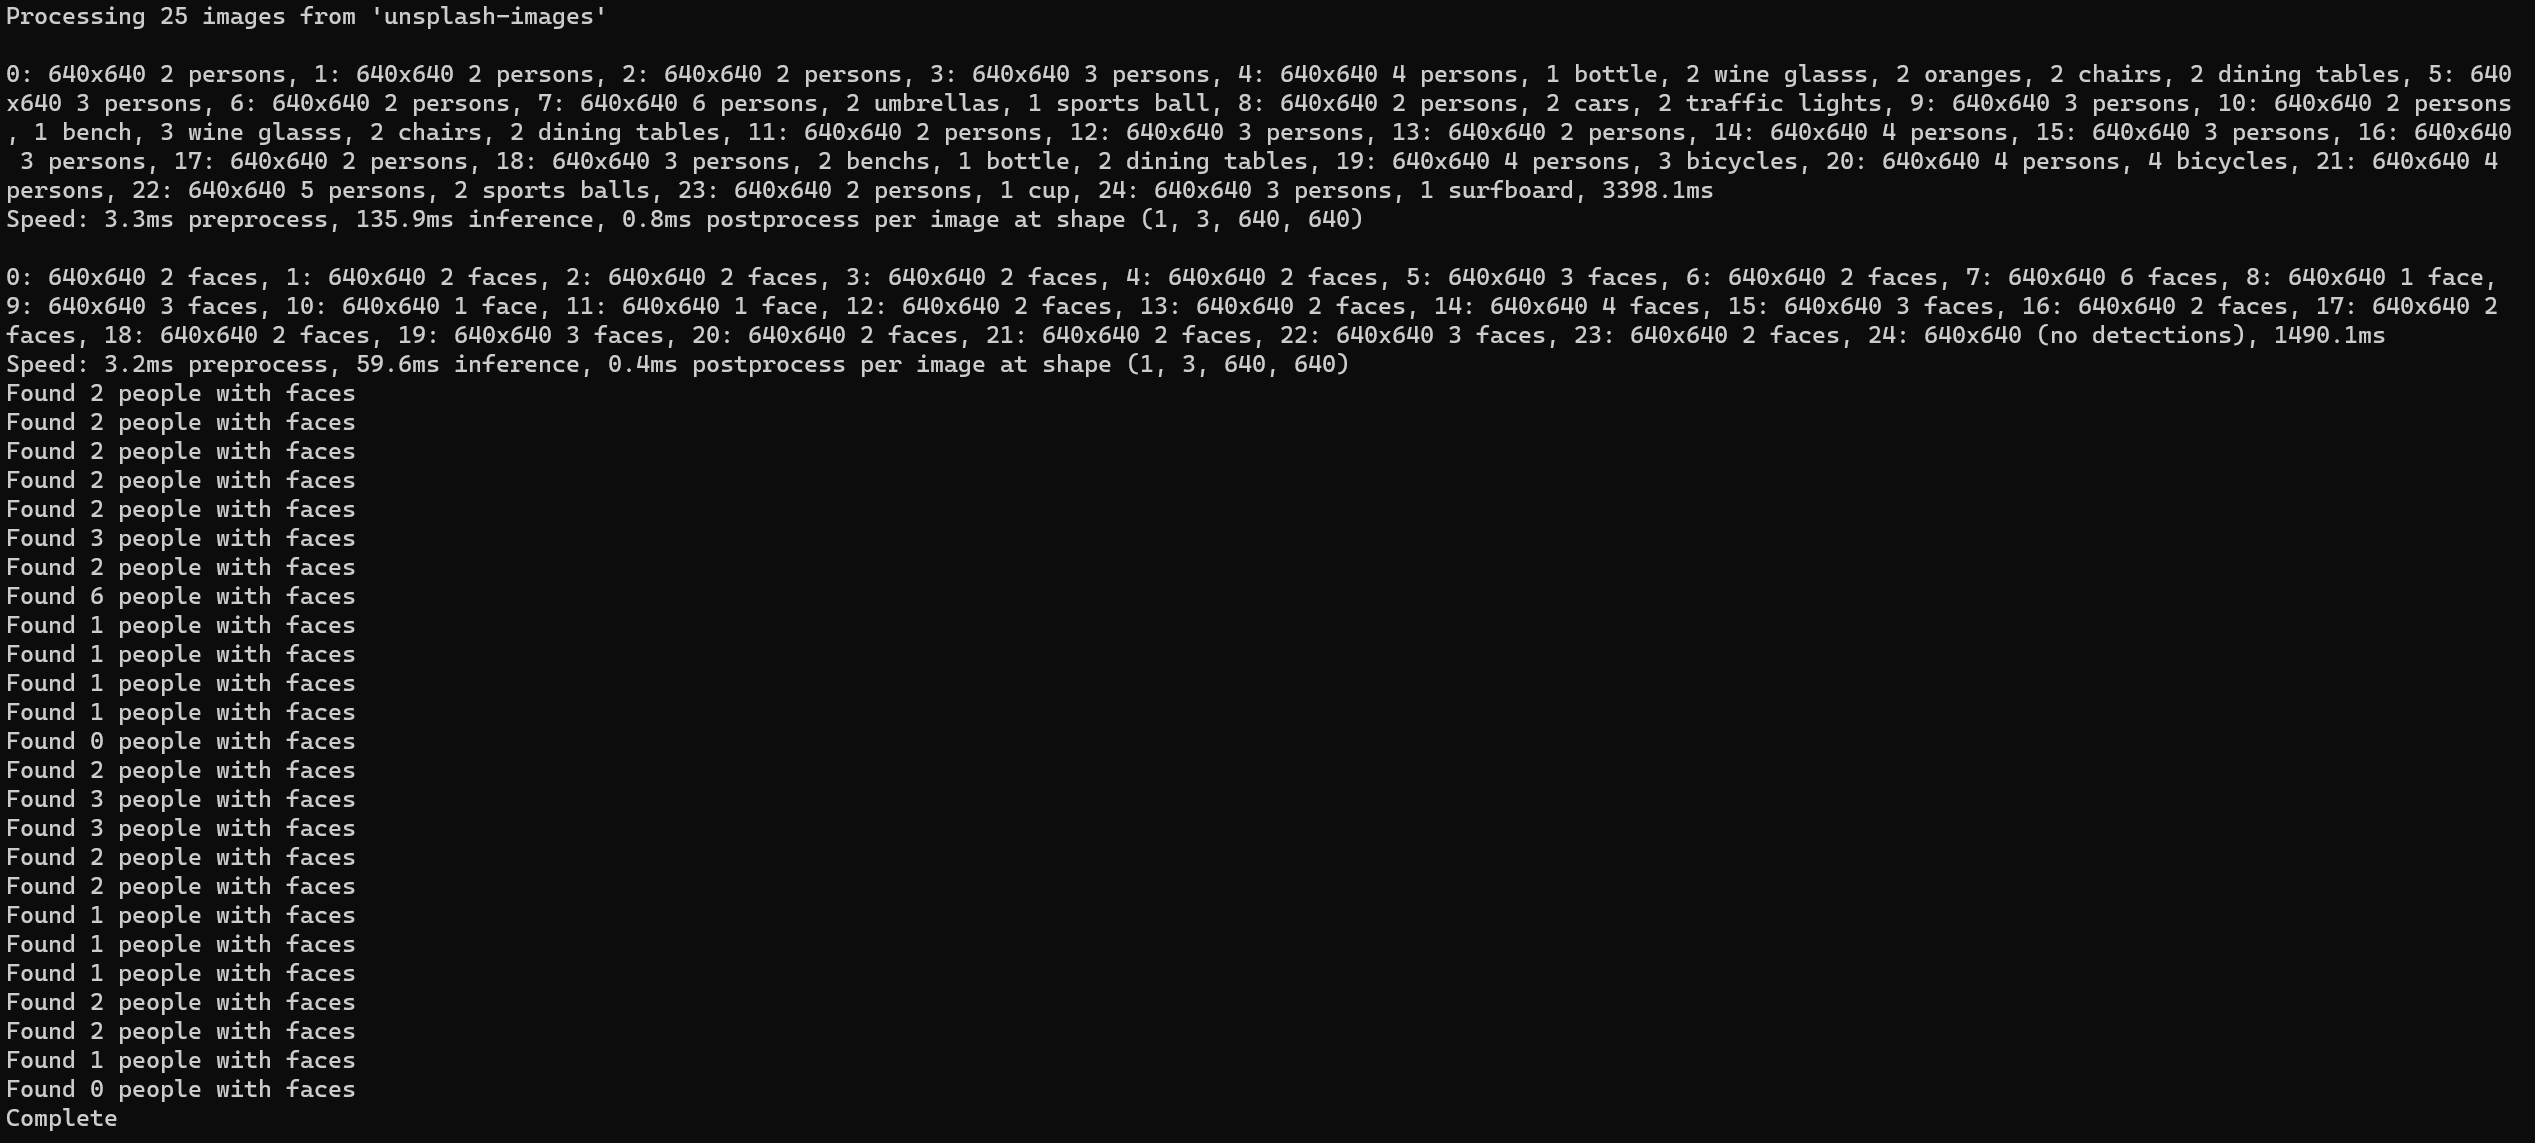 Processing 25 images from 'unsplash-images'
0: 640x640 2 persons, 1: 640x640 2 persons, 2: 640x640 2 persons, 3: 640x640 3 persons, 4: 640x640 4 persons, 1 bottle, 2 wine glasss, 2 oranges, 2 chairs, 2 dining tables, 5: 640
x640 3 persons, 6: 640x640 2 persons, 7: 640x640 6 persons, 2 umbrellas, 1 sports ball, 8: 640x640 2 persons, 2 cars, 2 traffic lights, 9: 640x640 3 persons, 10: 640x640 2 persons
, 1 bench, 3 wine glasss, 2 chairs, 2 dining tables, 11: 640x640 2 persons, 12: 640x640 3 persons, 13: 640x640 2 persons, 14: 640x640 4 persons, 15: 640x640 3 persons, 16: 640x640
 3 persons, 17: 640x640 2 persons, 18: 640x640 3 persons, 2 benchs, 1 bottle, 2 dining tables, 19: 640x640 4 persons, 3 bicycles, 20: 640x640 4 persons, 4 bicycles, 21: 640x640 4
persons, 22: 640x640 5 persons, 2 sports balls, 23: 640x640 2 persons, 1 cup, 24: 640x640 3 persons, 1 surfboard, 3398.1ms
Speed: 3.3ms preprocess, 135.9ms inference, 0.8ms postprocess per image at shape (1, 3, 640, 640)
0: 640x640 2 faces, 1: 640x640 2 faces, 2: 640x640 2 faces, 3: 640x640 2 faces, 4: 640x640 2 faces, 5: 640x640 3 faces, 6: 640x640 2 faces, 7: 640x640 6 faces, 8: 640x640 1 face,
9: 640x640 3 faces, 10: 640x640 1 face, 11: 640x640 1 face, 12: 640x640 2 faces, 13: 640x640 2 faces, 14: 640x640 4 faces, 15: 640x640 3 faces, 16: 640x640 2 faces, 17: 640x640 2
faces, 18: 640x640 2 faces, 19: 640x640 3 faces, 20: 640x640 2 faces, 21: 640x640 2 faces, 22: 640x640 3 faces, 23: 640x640 2 faces, 24: 640x640 (no detections), 1490.1ms
Speed: 3.2ms preprocess, 59.6ms inference, 0.4ms postprocess per image at shape (1, 3, 640, 640)
Found 2 people with faces
Found 2 people with faces
Found 2 people with faces
Found 2 people with faces
Found 2 people with faces
Found 3 people with faces
Found 2 people with faces
Found 6 people with faces
Found 1 people with faces
Found 1 people with faces
Found 1 people with faces
Found 1 people with faces
Found 0 people with faces
Found 2 people with faces
Found 3 people with faces
Found 3 people with faces
Found 2 people with faces
Found 2 people with faces
Found 1 people with faces
Found 1 people with faces
Found 1 people with faces
Found 2 people with faces
Found 2 people with faces
Found 1 people with faces
Found 0 people with faces
Complete